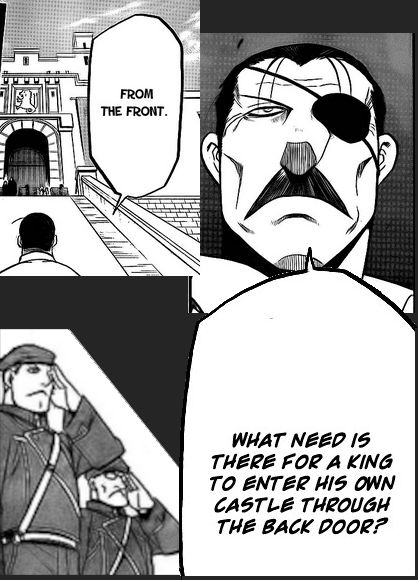 FROM
THE FRONT.
WHAT NEED IS
THERE FOR A KING
TO ENTER HIS OWN
CASTLE THROUGH
THE BACK DOOR?